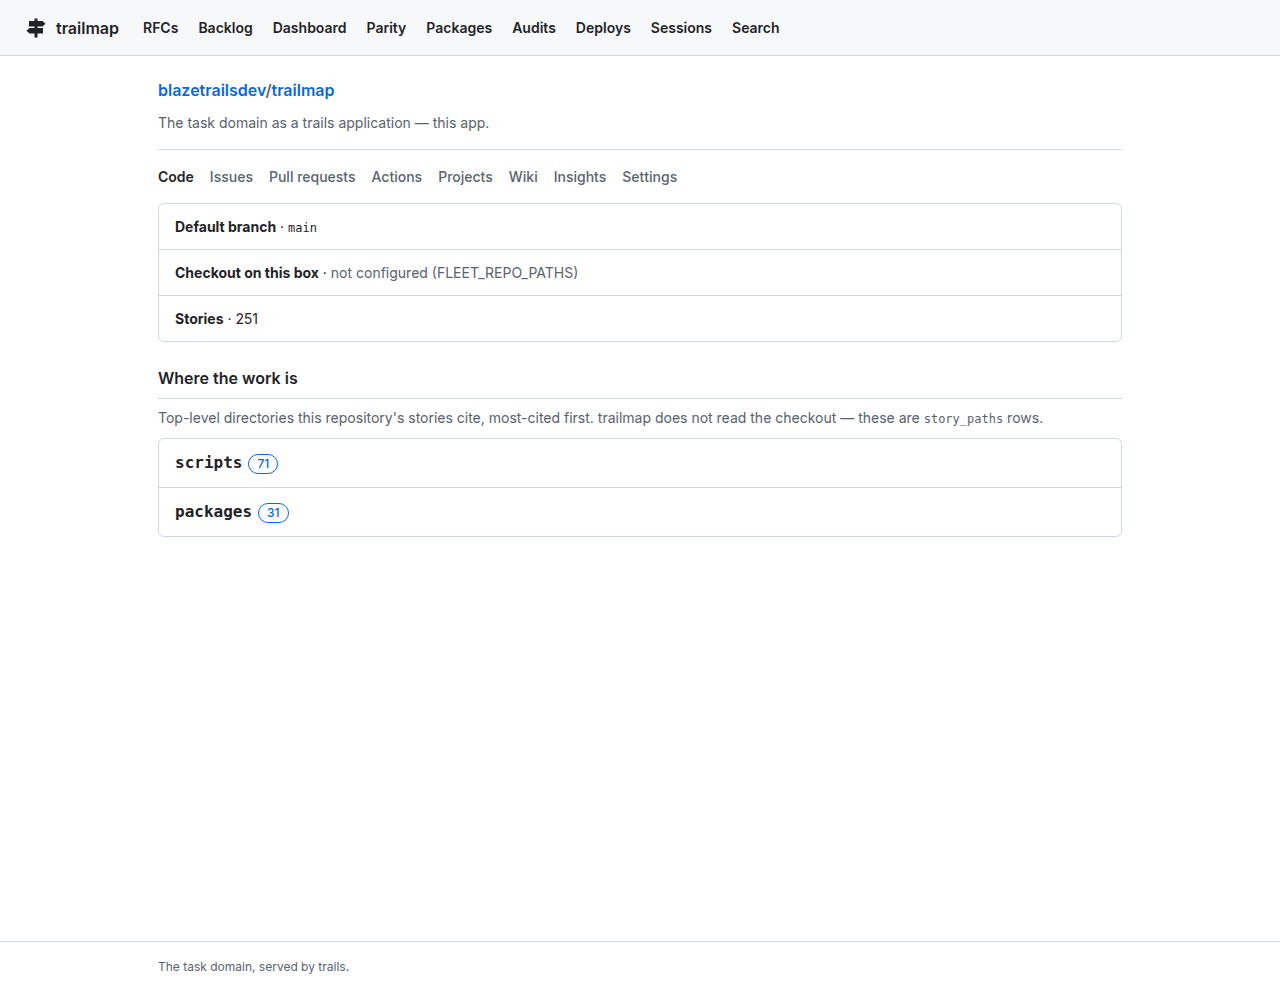 trailmap RFCs Backlog Dashboard Parity Packages Audits Deploys Sessions Search
blazetrailsdev/trailmap
The task domain as a trails application — this app.
Code Issues Pull requests Actions Projects Wiki Insights Settings
Default branch · main
Checkout on this box · not configured (FLEET_REPO_PATHS)
Stories · 251
Where the work is
Top-level directories this repository's stories cite, most-cited first. trailmap does not read the checkout — these are story_paths rows.
scripts 71
packages 31
The task domain, served by trails.